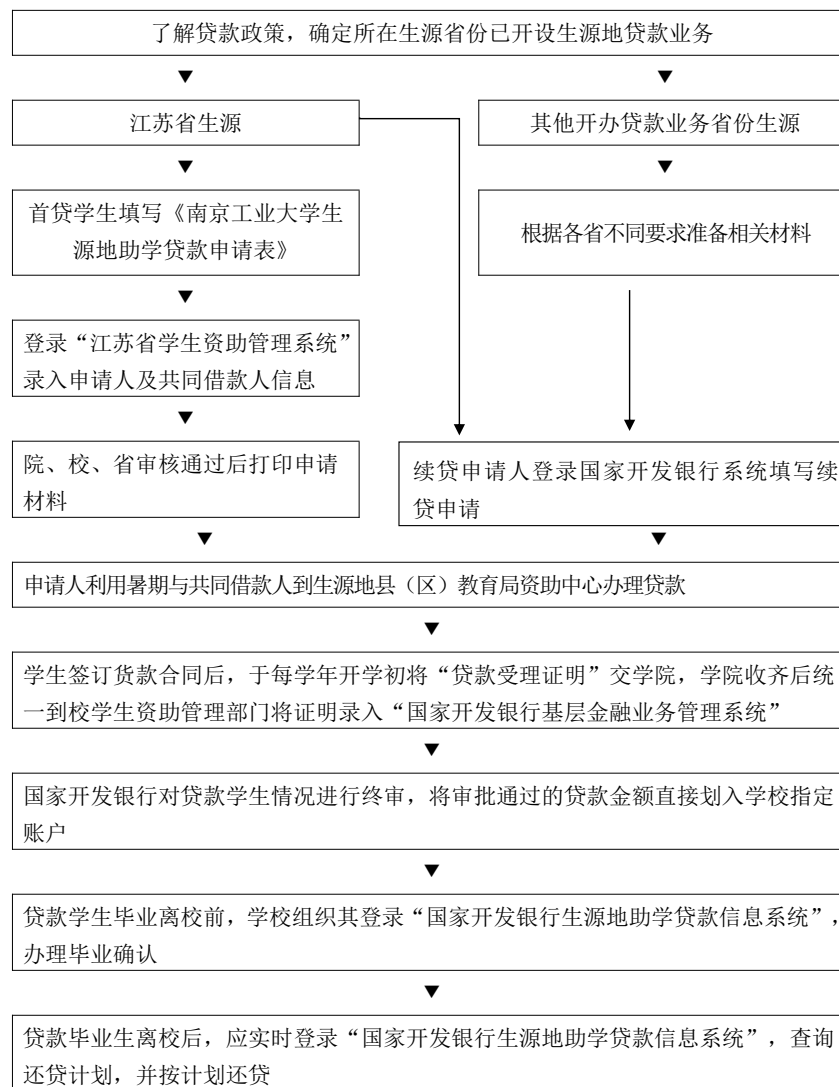 了解贷款政策，确定所在生源省份已开设生源地贷款业务
江苏省生源
其他开办贷款业务省份生源
首贷学生填写《南京工业大学生
源地助学贷款申请表》
根据各省不同要求准备相关材料
登录“江苏省学生资助管理系统”
录入申请人及共同借款人信息
院、校、省审核通过后打印申请
材料
续贷申请人登录国家开发银行系统填写续
贷申请
申请人利用暑期与共同借款人到生源地县（区）教育局资助中心办理贷款
学生签订货款合同后，于每学年开学初将“贷款受理证明”交学院，学院收齐后统
一到校学生资助管理部门将证明录入“国家开发银行基层金融业务管理系统”
国家开发银行对贷款学生情况进行终审，将审批通过的贷款金额直接划入学校指定
账户
贷款学生毕业离校前，学校组织其登录“国家开发银行生源地助学贷款信息系统”，
办理毕业确认
贷款毕业生离校后，应实时登录“国家开发银行生源地助学贷款信息系统”，查询
还贷计划，并按计划还贷